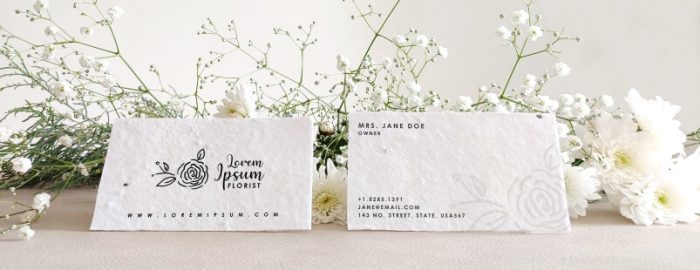 Lorem
Ipsum
FLORIST
WWW.LOREMIPSUM.COM
MRS. JANE DOE
OWNER
+1.5285.1591
JANE@EMAIL.COM
143 NO. STREET, STATE, USA567